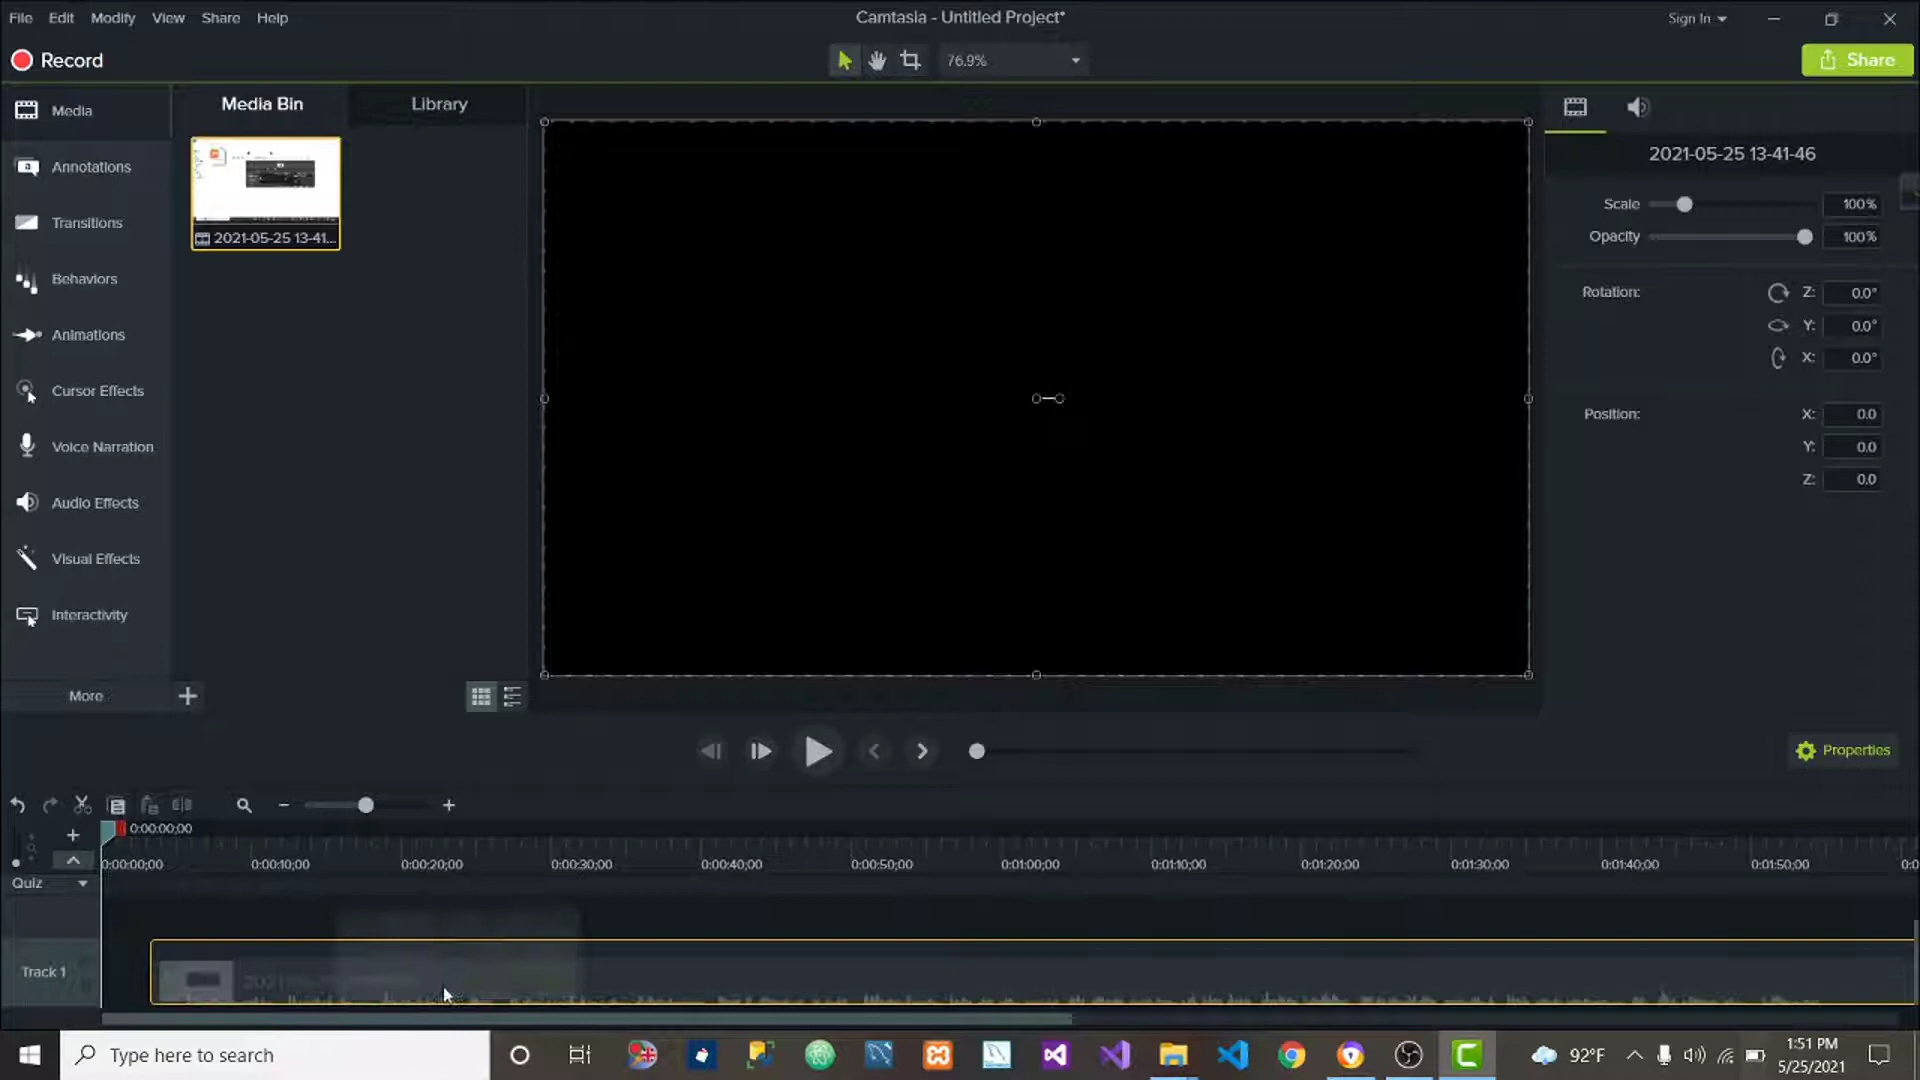 File Edit Modify View Share Help
Camtasia - Untitled Project*
Sign In
Record
76.9%
Share
Media
Annotations
Transitions
Behaviors
Animations
Cursor Effects
Voice Narration
Audio Effects
Visual Effects
Interactivity
More
Media Bin
Library
2021-05-25 13-41...
2021-05-25 13-41-46
Scale 100%
Opacity 100%
Rotation: Z: 0.0°
Y: 0.0°
X: 0.0°
Position: X: 0.0
Y: 0.0
Z: 0.0
Properties
0:00:00;00
0:00:00;00 0:00:10;00 0:00:20;00 0:00:30;00 0:00:40;00 0:00:50;00 0:01:00;00 0:01:10;00 0:01:20;00 0:01:30;00 0:01:40;00 0:01:50;00 0:0
Quiz
Track 1
Type here to search
92°F
1:51 PM
5/25/2021